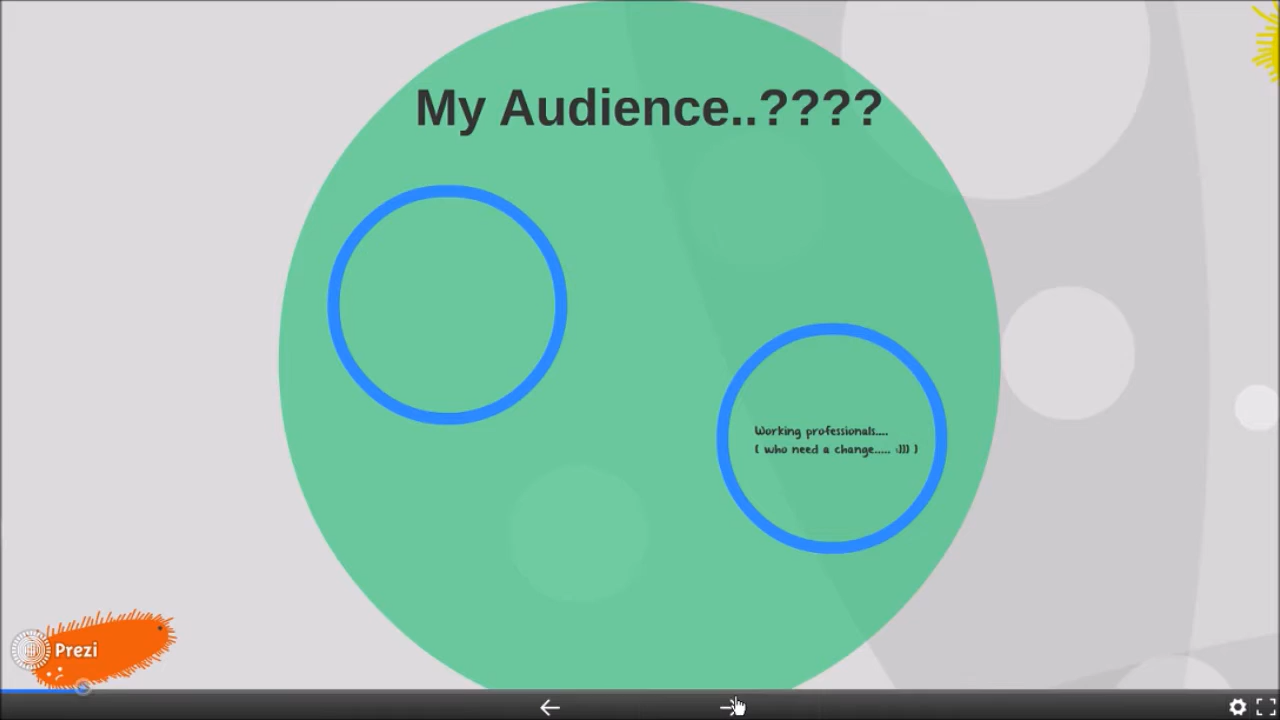 My Audience..????
Working professionals....
( who need a change..... :))) )
Prezi